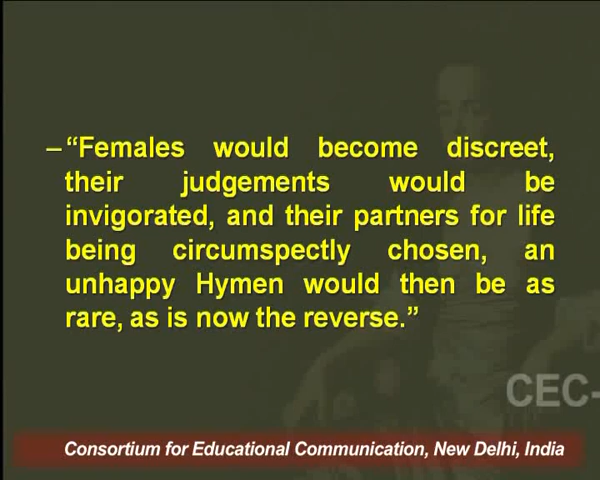 –“Females would become discreet,
their judgements would be
invigorated, and their partners for life
being circumspectly chosen, an
unhappy Hymen would then be as
rare, as is now the reverse.”
CEC-
Consortium for Educational Communication, New Delhi, India